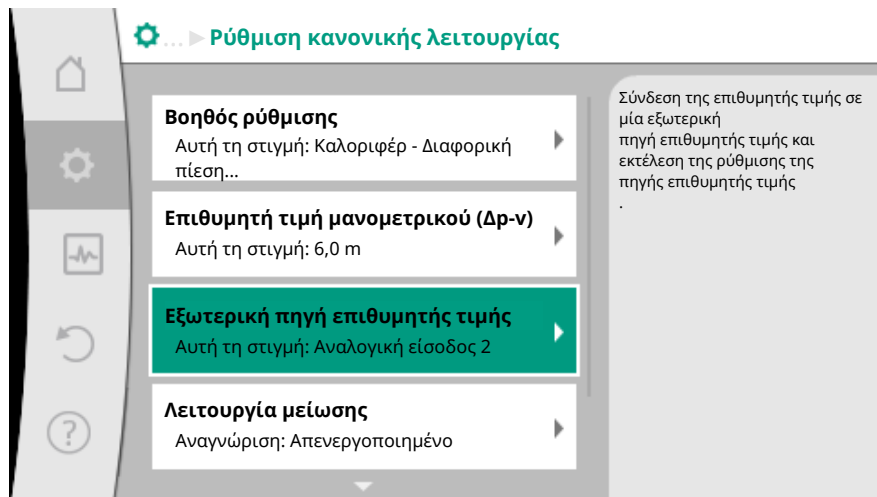 ... Ρύθμιση κανονικής λειτουργίας
Βοηθός ρύθμισης
Αυτή τη στιγμή: Καλοριφέρ - Διαφορική
πίεση...
Επιθυμητή τιμή μανομετρικού (Δp-v)
Αυτή τη στιγμή: 6,0 m
Εξωτερική πηγή επιθυμητής τιμής
Αυτή τη στιγμή: Αναλογική είσοδος 2
Λειτουργία μείωσης
Αναγνώριση: Απενεργοποιημένο
Σύνδεση της επιθυμητής τιμής σε
μία εξωτερική
πηγή επιθυμητής τιμής και
εκτέλεση της ρύθμισης της
πηγής επιθυμητής τιμής
.
?